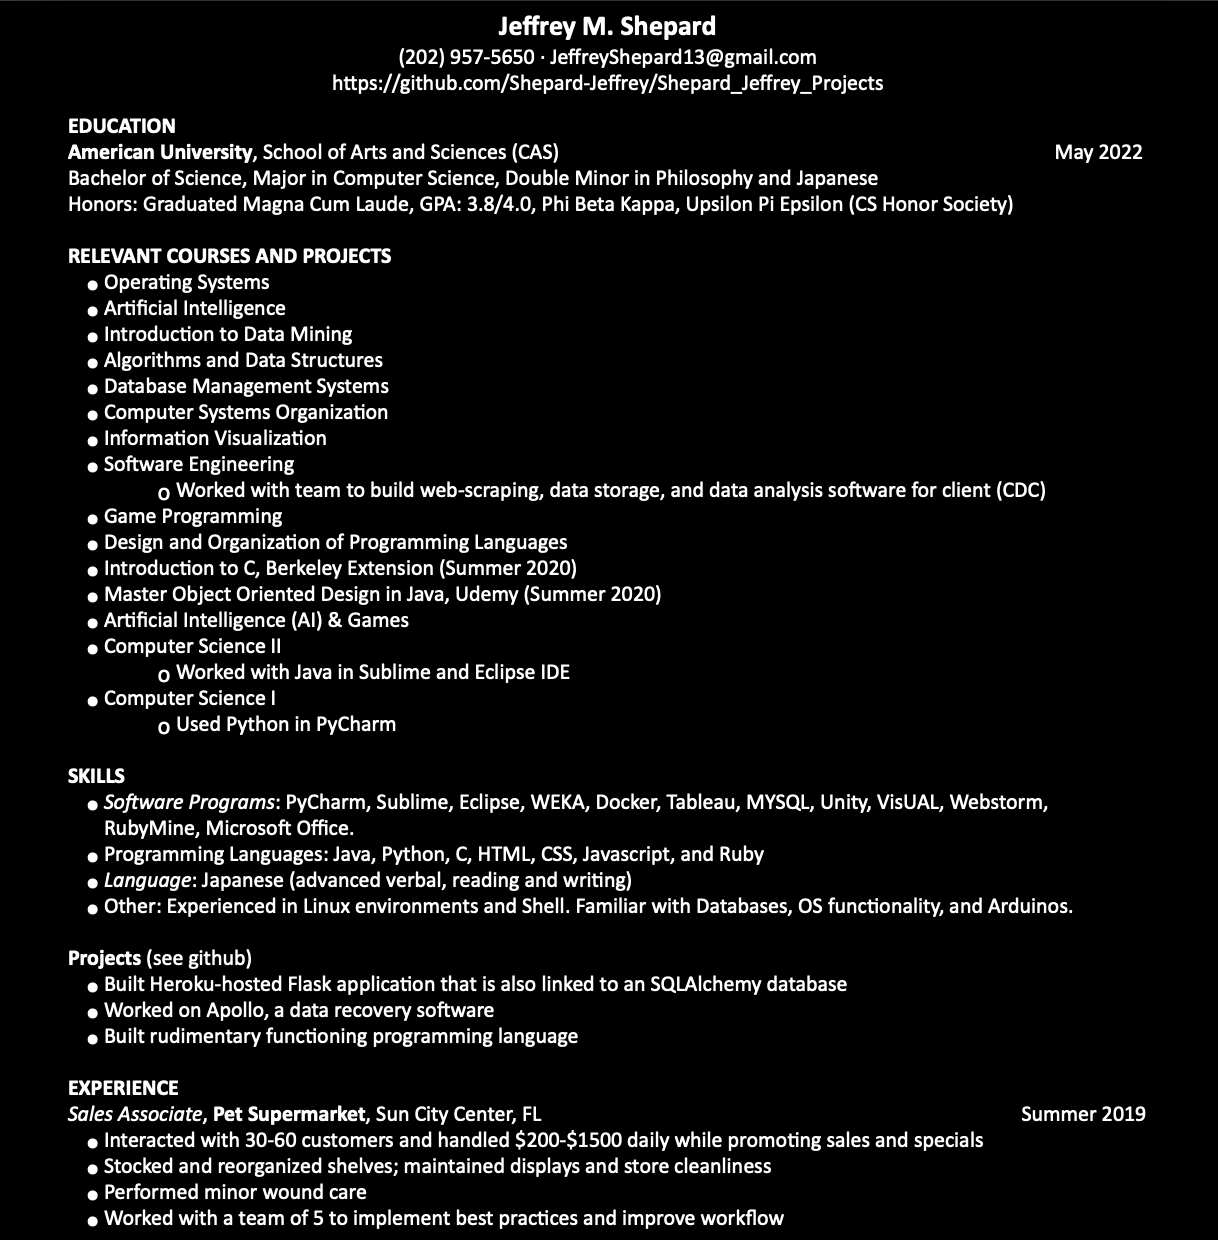 Jeffrey M. Shepard
(202) 957-5650 · JeffreyShepard13@gmail.com
https://github.com/Shepard-Jeffrey/Shepard_Jeffrey_Projects
EDUCATION
American University, School of Arts and Sciences (CAS) May 2022
Bachelor of Science, Major in Computer Science, Double Minor in Philosophy and Japanese
Honors: Graduated Magna Cum Laude, GPA: 3.8/4.0, Phi Beta Kappa, Upsilon Pi Epsilon (CS Honor Society)
RELEVANT COURSES AND PROJECTS
● Operating Systems
● Artificial Intelligence
● Introduction to Data Mining
● Algorithms and Data Structures
● Database Management Systems
● Computer Systems Organization
● Information Visualization
● Software Engineering
o Worked with team to build web-scraping, data storage, and data analysis software for client (CDC)
● Game Programming
● Design and Organization of Programming Languages
● Introduction to C, Berkeley Extension (Summer 2020)
● Master Object Oriented Design in Java, Udemy (Summer 2020)
● Artificial Intelligence (AI) & Games
● Computer Science II
o Worked with Java in Sublime and Eclipse IDE
● Computer Science I
o Used Python in PyCharm
SKILLS
● Software Programs: PyCharm, Sublime, Eclipse, WEKA, Docker, Tableau, MYSQL, Unity, VisUAL, Webstorm,
RubyMine, Microsoft Office.
● Programming Languages: Java, Python, C, HTML, CSS, Javascript, and Ruby
● Language: Japanese (advanced verbal, reading and writing)
● Other: Experienced in Linux environments and Shell. Familiar with Databases, OS functionality, and Arduinos.
Projects (see github)
● Built Heroku-hosted Flask application that is also linked to an SQLAlchemy database
● Worked on Apollo, a data recovery software
● Built rudimentary functioning programming language
EXPERIENCE
Sales Associate, Pet Supermarket, Sun City Center, FL Summer 2019
● Interacted with 30-60 customers and handled $200-$1500 daily while promoting sales and specials
● Stocked and reorganized shelves; maintained displays and store cleanliness
● Performed minor wound care
● Worked with a team of 5 to implement best practices and improve workflow